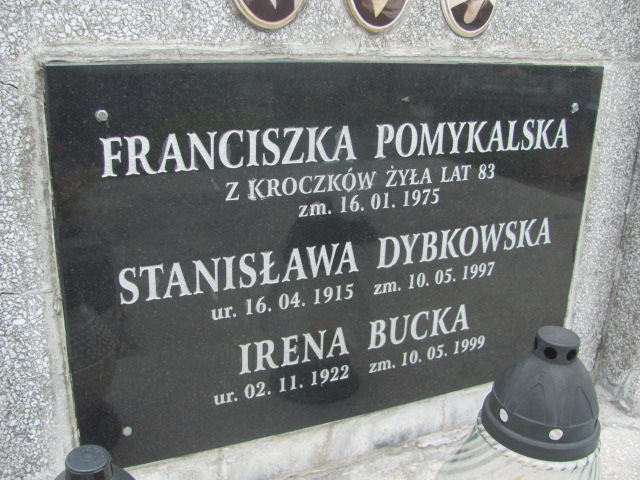 FRANCISZKA POMYKALSKA
Z KROCZKÓW ŻYŁA LAT 83
zm. 16.01.1975
STANISŁAWA DYBKOWSKA
ur. 16.04.1915 zm. 10.05.1997
IRENA BUCKA
ur. 02.11.1922 zm. 10.05.1999